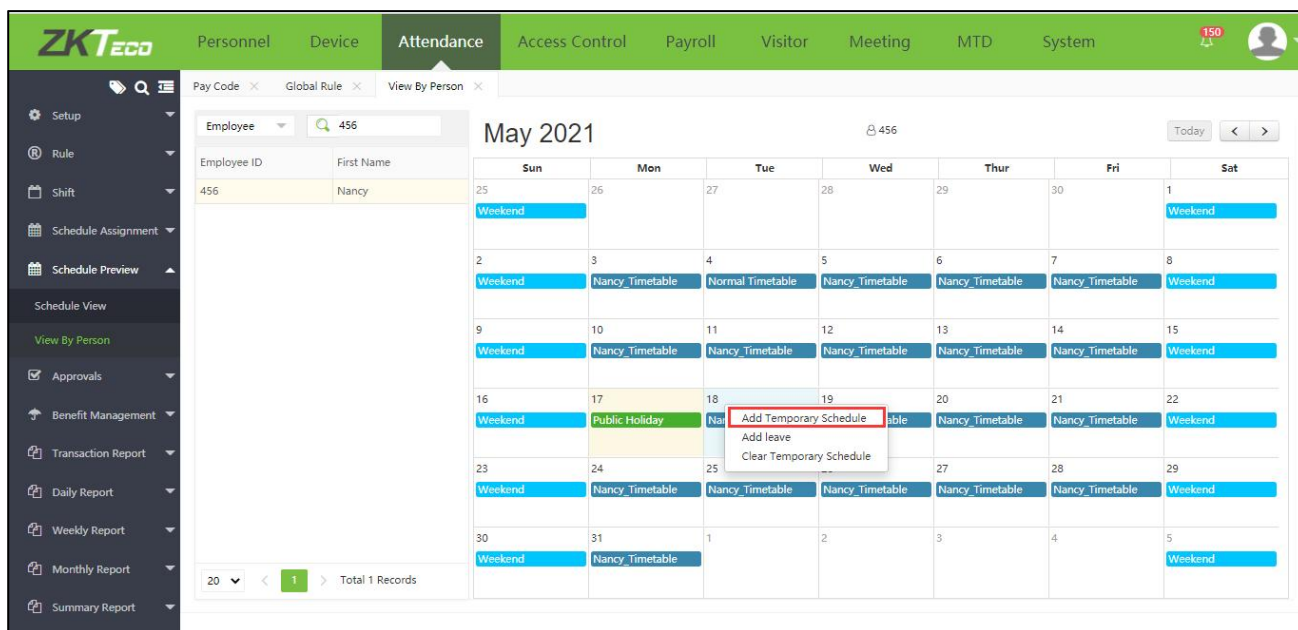 ZKTECO
Personnel Device Attendance Access Control Payroll Visitor Meeting MTD System 150
Pay Code × Global Rule × View By Person ×
Setup
Rule
Shift
Schedule Assignment
Schedule Preview
Schedule View
View By Person
Approvals
Benefit Management
Transaction Report
Daily Report
Weekly Report
Monthly Report
Summary Report
Employee 456
Employee ID First Name
456 Nancy
20 < 1 > Total 1 Records
May 2021 456 Today < >
Sun Mon Tue Wed Thur Fri Sat
25 26 27 28 29 30 1
Weekend Weekend
2 3 4 5 6 7 8
Weekend Nancy_Timetable Normal Timetable Nancy_Timetable Nancy_Timetable Nancy_Timetable Weekend
9 10 11 12 13 14 15
Weekend Nancy_Timetable Nancy_Timetable Nancy_Timetable Nancy_Timetable Nancy_Timetable Weekend
16 17 18 19 20 21 22
Weekend Public Holiday Nancy_Timetable Nancy_Timetable Weekend
Add Temporary Schedule
Add leave
Clear Temporary Schedule
23 24 25 27 28 29
Weekend Nancy_Timetable Nancy_Timetable Nancy_Timetable Nancy_Timetable Nancy_Timetable Weekend
30 31 1 2 3 4 5
Weekend Nancy_Timetable Weekend